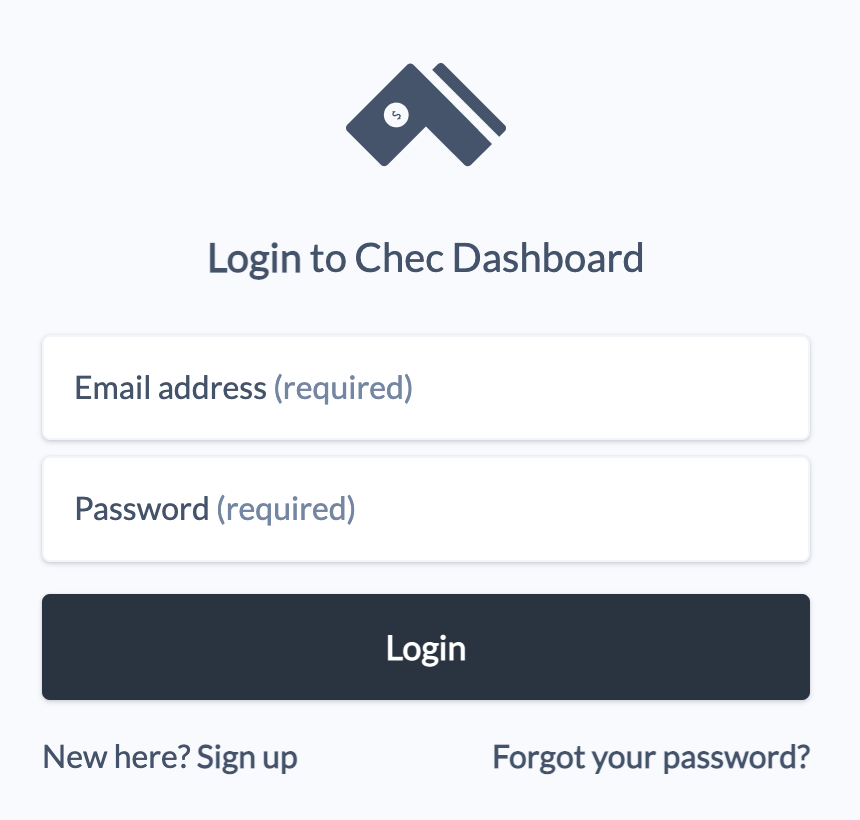 Login to Chec Dashboard
Email address (required)
Password (required)
Login
New here? Sign up
Forgot your password?